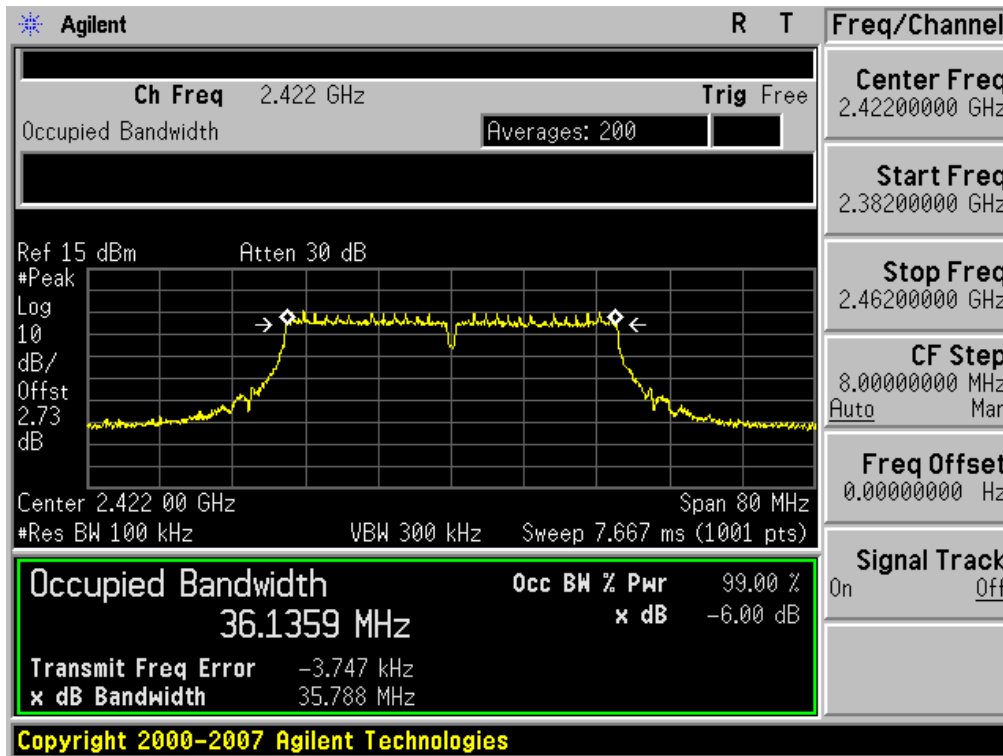 Agilent R T
Ch Freq 2.422 GHz Trig Free
Occupied Bandwidth Averages: 200
Ref 15 dBm Atten 30 dB
#Peak
Log
10
dB/
Offst
2.73
dB
Center 2.422 00 GHz Span 80 MHz
#Res BW 100 kHz VBW 300 kHz Sweep 7.667 ms (1001 pts)
Occupied Bandwidth
36.1359 MHz
Occ BW % Pwr 99.00 %
x dB -6.00 dB
Transmit Freq Error -3.747 kHz
x dB Bandwidth 35.788 MHz
Copyright 2000-2007 Agilent Technologies
Freq/Channel
Center Freq
2.42200000 GHz
Start Freq
2.38200000 GHz
Stop Freq
2.46200000 GHz
CF Step
8.00000000 MHz
Auto Man
Freq Offset
0.00000000 Hz
Signal Track
On Off